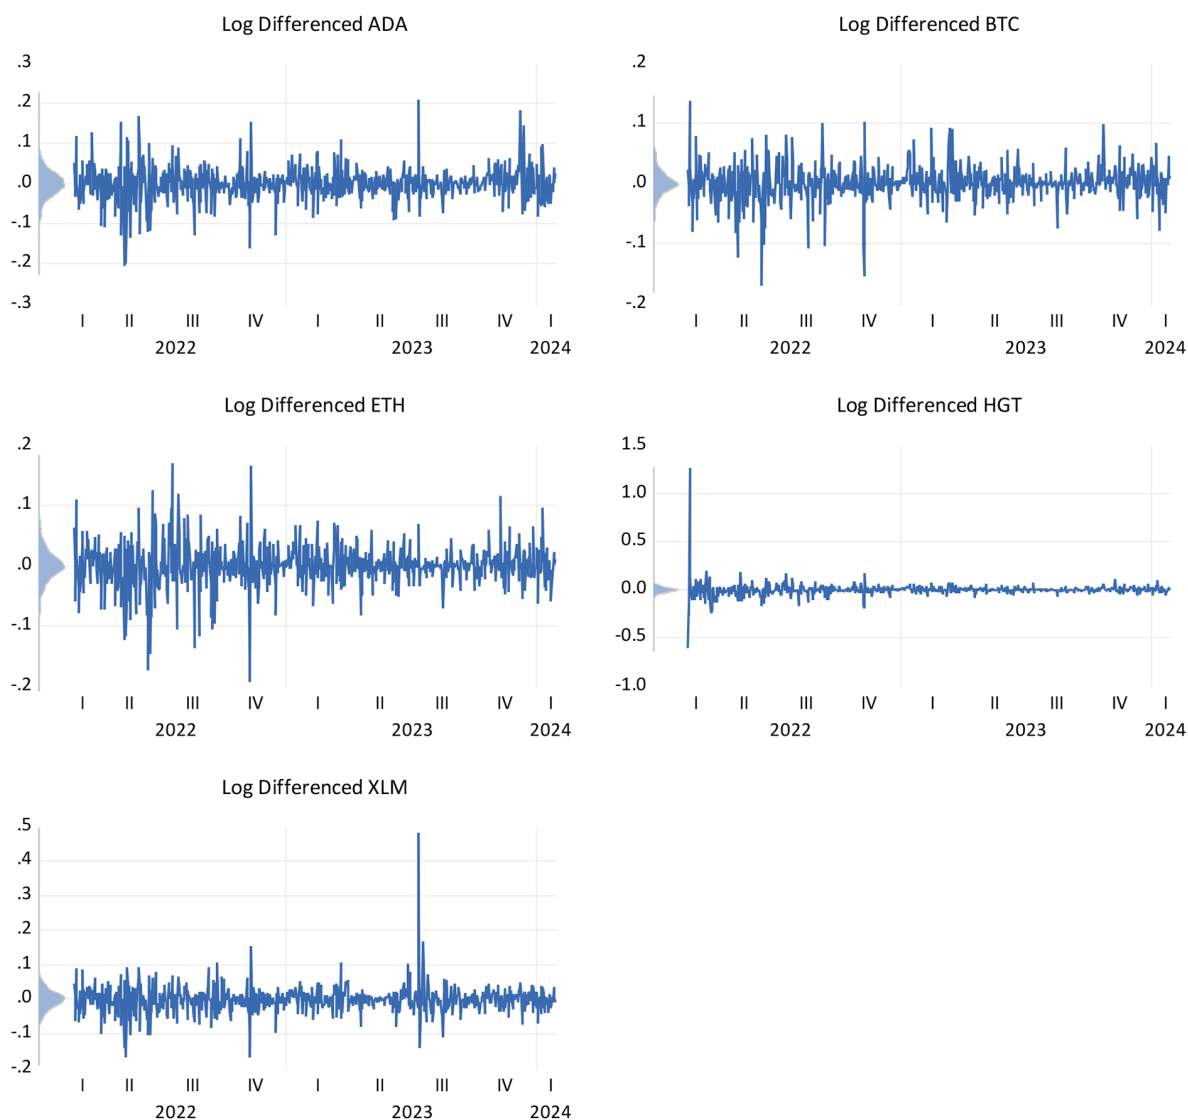 Log Differenced ADA
.3
.2
.1
.0
-.1
-.2
-.3
I II III IV I II III IV I
2022 2023 2024
Log Differenced BTC
.2
.1
.0
-.1
-.2
I II III IV I II III IV I
2022 2023 2024
Log Differenced ETH
.2
.1
.0
-.1
-.2
I II III IV I II III IV I
2022 2023 2024
Log Differenced HGT
1.5
1.0
0.5
0.0
-0.5
-1.0
I II III IV I II III IV I
2022 2023 2024
Log Differenced XLM
.5
.4
.3
.2
.1
.0
-.1
-.2
I II III IV I II III IV I
2022 2023 2024